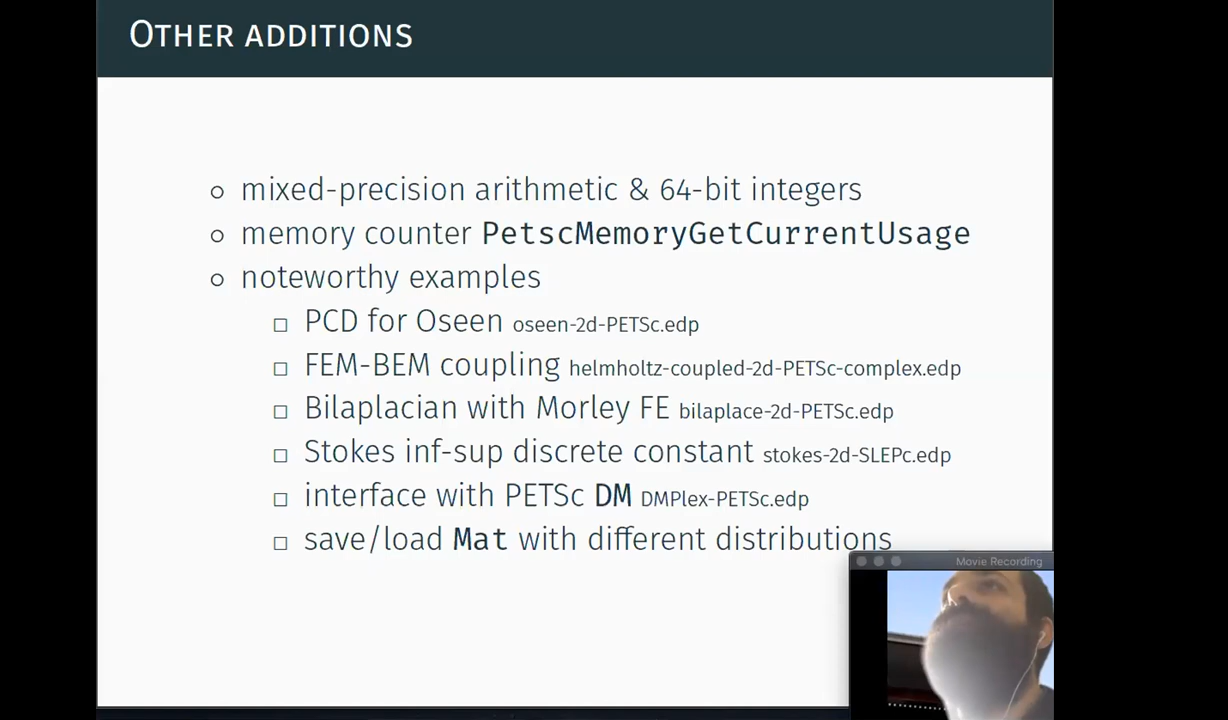 OTHER ADDITIONS
mixed-precision arithmetic & 64-bit integers
memory counter PetscMemoryGetCurrentUsage
noteworthy examples
PCD for Oseen oseen-2d-PETSc.edp
FEM-BEM coupling helmholtz-coupled-2d-PETSc-complex.edp
Bilaplacian with Morley FE bilaplace-2d-PETSc.edp
Stokes inf-sup discrete constant stokes-2d-SLEPc.edp
interface with PETSc DM DMPlex-PETSc.edp
save/load Mat with different distributions
Movie Recording